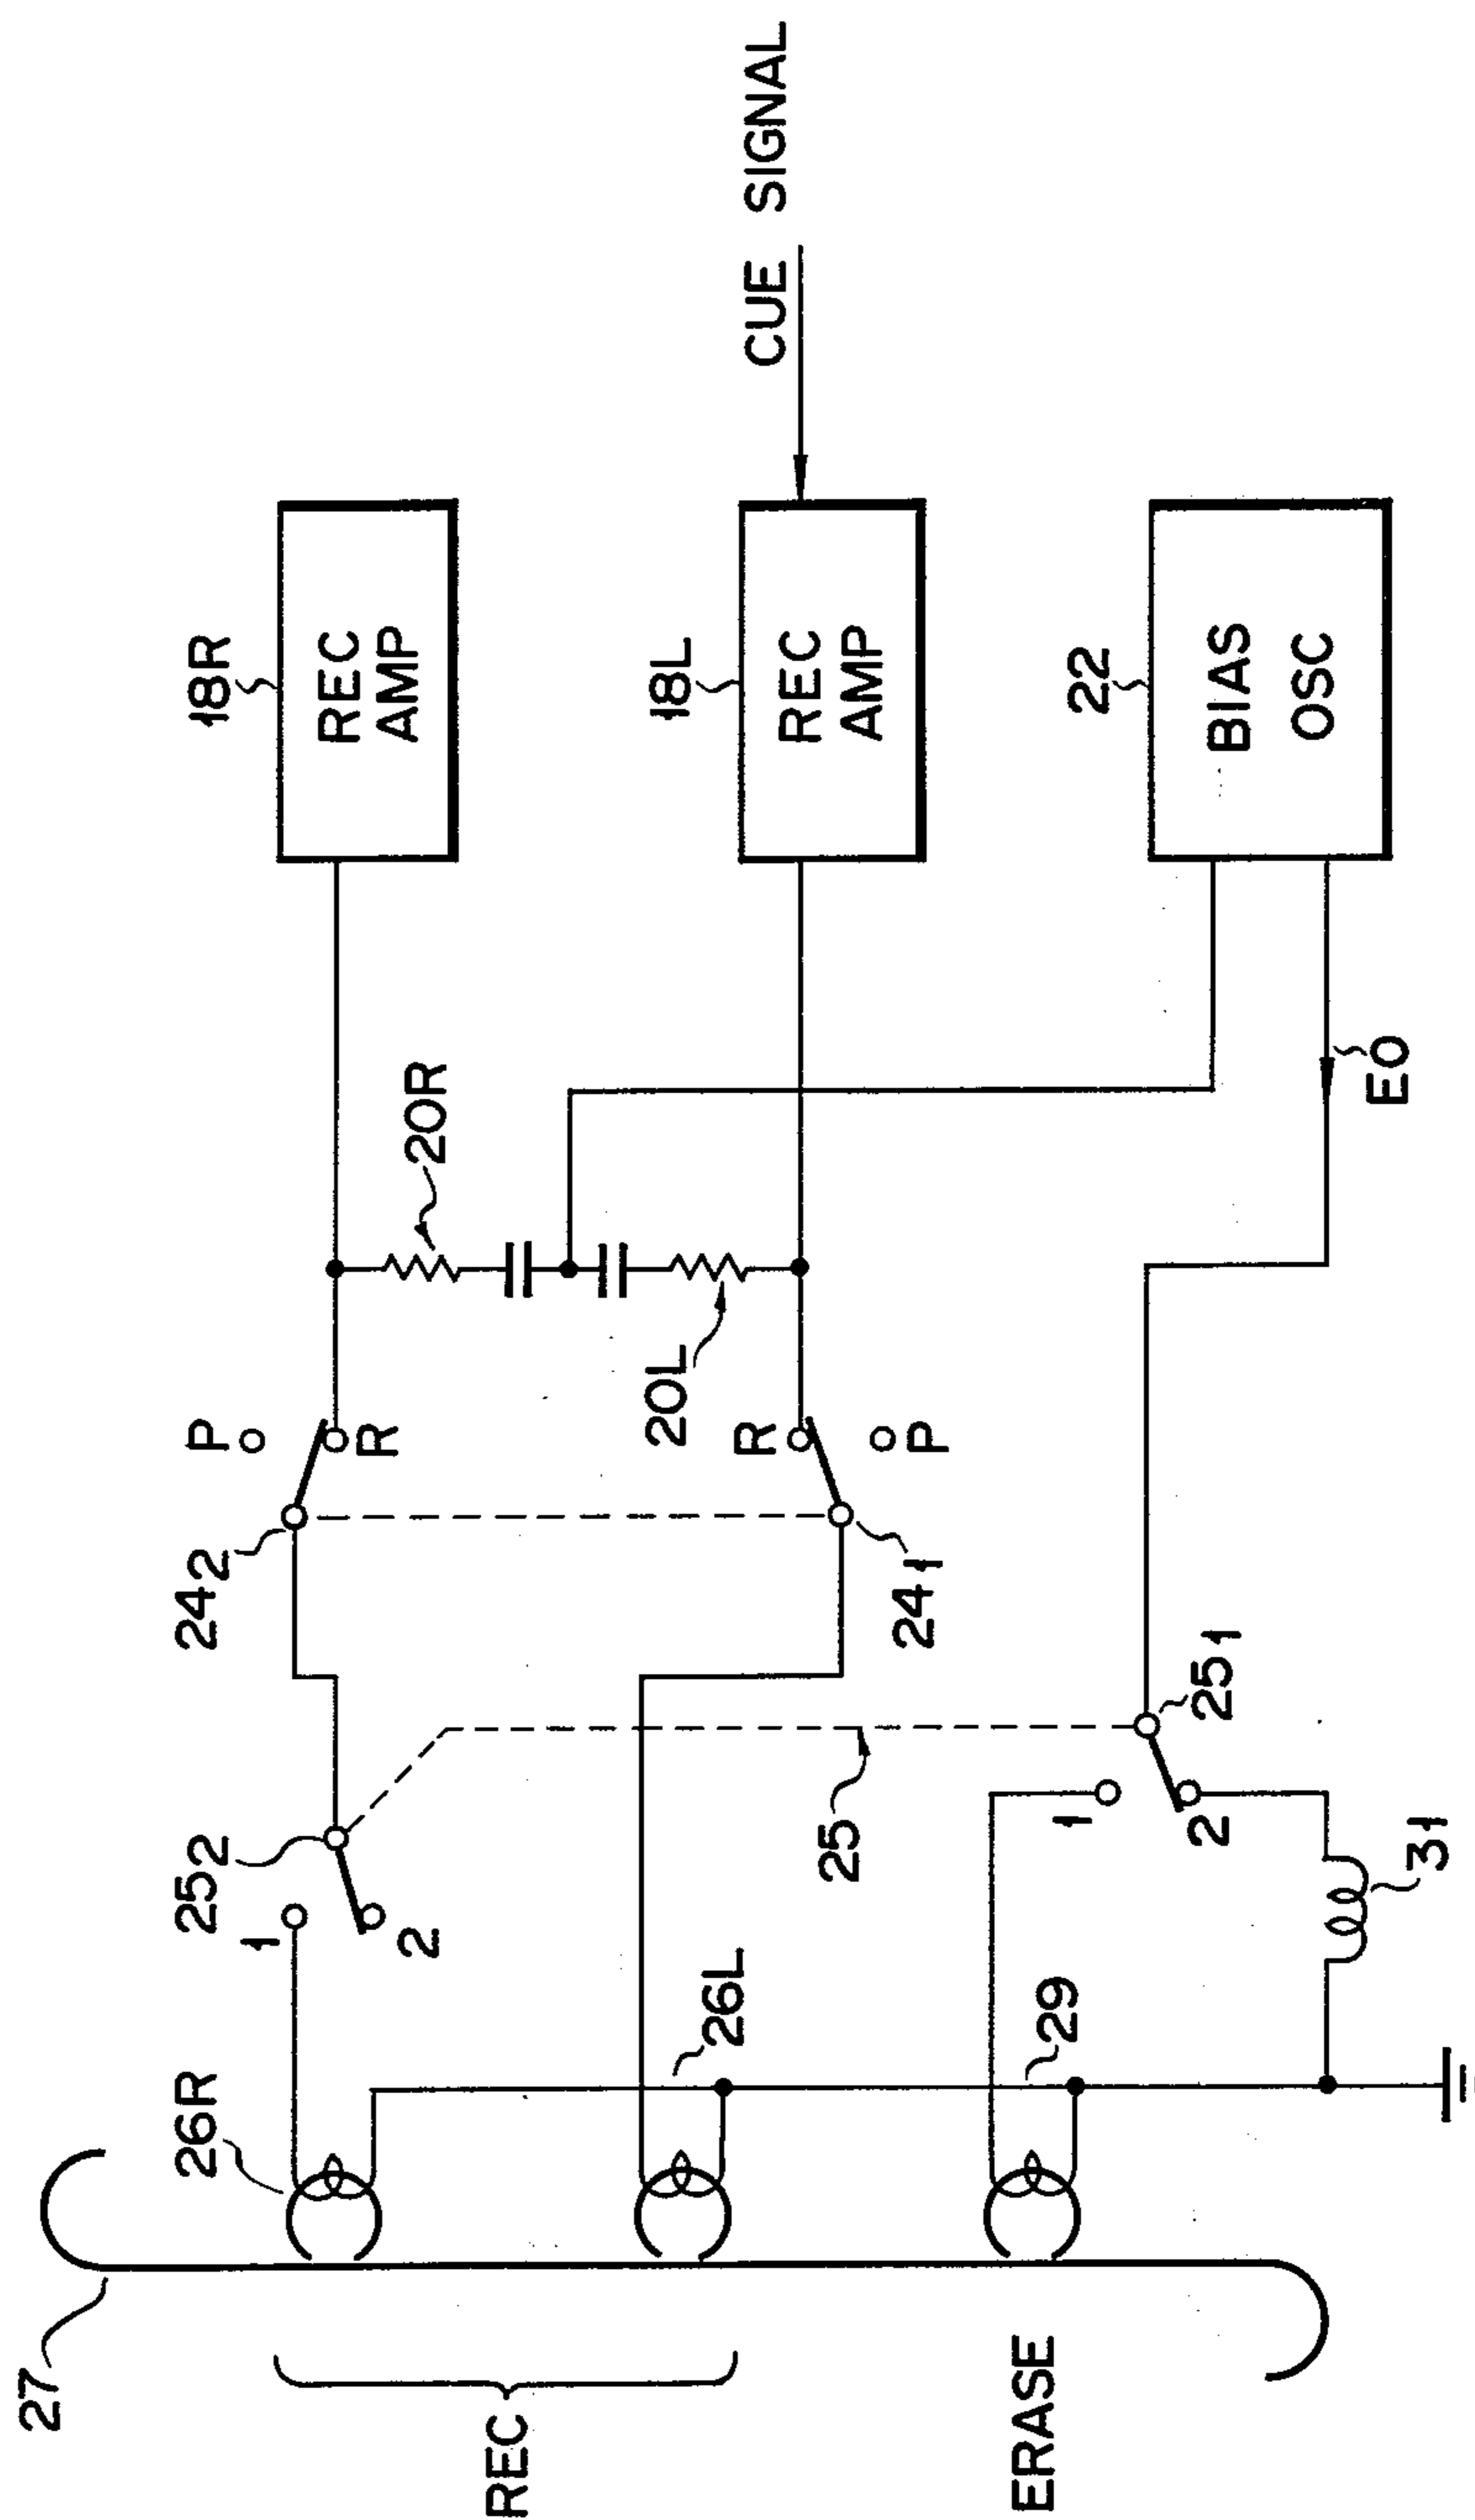 CUE SIGNAL
18R
REC
AMP
18L
REC
AMP
22
BIAS
OSC
20R
EO
20L
P
R
R
P
242
241
251
252
1
2
25
1
2
31
26R
26L
29
27
REC
ERASE